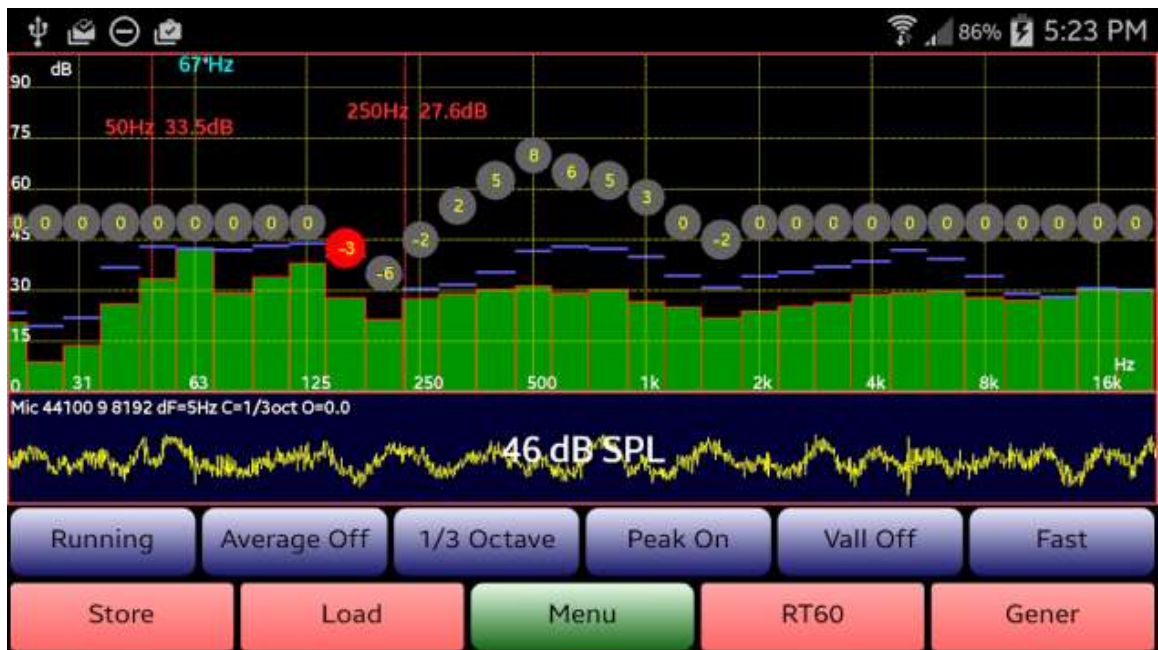 86% 5:23 PM
dB
67*Hz
90
250Hz 27.6dB
50Hz 33.5dB
75
8
6
5
5
60
3
2
0 0 0 0 0 0 0 0 0 0 0 0 0 0 0 0 0 0 0 0 0
45
-3
-2
-2
-6
30
15
Hz
0 31 63 125 250 500 1k 2k 4k 8k 16k
Mic 44100 9 8192 dF=5Hz C=1/3oct O=0.0
46 dB SPL
Running Average Off 1/3 Octave Peak On Vall Off Fast
Store Load Menu RT60 Gener